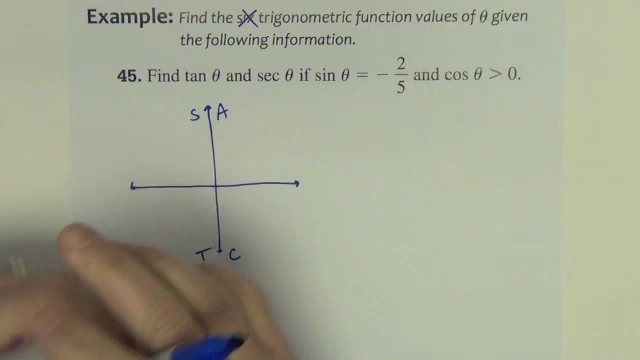 Example: Find the six trigonometric function values of θ given
the following information.
45. Find tan θ and sec θ if sin θ = −2/5 and cos θ > 0.
S A
T C